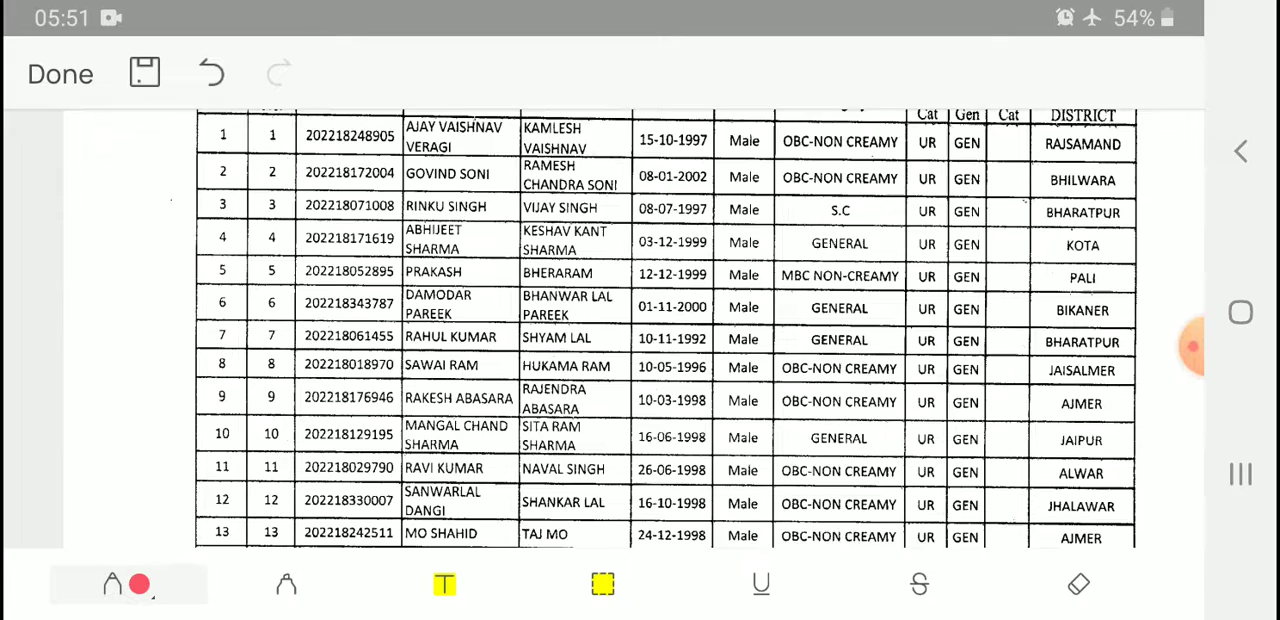 05:51 54%
Done
Cat Gen Cat DISTRICT
1 1 202218248905 AJAY VAISHNAV VERAGI KAMLESH VAISHNAV 15-10-1997 Male OBC-NON CREAMY UR GEN RAJSAMAND
2 2 202218172004 GOVIND SONI RAMESH CHANDRA SONI 08-01-2002 Male OBC-NON CREAMY UR GEN BHILWARA
3 3 202218071008 RINKU SINGH VIJAY SINGH 08-07-1997 Male S.C UR GEN BHARATPUR
4 4 202218171619 ABHIJEET SHARMA KESHAV KANT SHARMA 03-12-1999 Male GENERAL UR GEN KOTA
5 5 202218052895 PRAKASH BHERARAM 12-12-1999 Male MBC NON-CREAMY UR GEN PALI
6 6 202218343787 DAMODAR PAREEK BHANWAR LAL PAREEK 01-11-2000 Male GENERAL UR GEN BIKANER
7 7 202218061455 RAHUL KUMAR SHYAM LAL 10-11-1992 Male GENERAL UR GEN BHARATPUR
8 8 202218018970 SAWAI RAM HUKAMA RAM 10-05-1996 Male OBC-NON CREAMY UR GEN JAISALMER
9 9 202218176946 RAKESH ABASARA RAJENDRA ABASARA 10-03-1998 Male OBC-NON CREAMY UR GEN AJMER
10 10 202218129195 MANGAL CHAND SHARMA SITA RAM SHARMA 16-06-1998 Male GENERAL UR GEN JAIPUR
11 11 202218029790 RAVI KUMAR NAVAL SINGH 26-06-1998 Male OBC-NON CREAMY UR GEN ALWAR
12 12 202218330007 SANWARLAL DANGI SHANKAR LAL 16-10-1998 Male OBC-NON CREAMY UR GEN JHALAWAR
13 13 202218242511 MO SHAHID TAJ MO 24-12-1998 Male OBC-NON CREAMY UR GEN AJMER
T U S